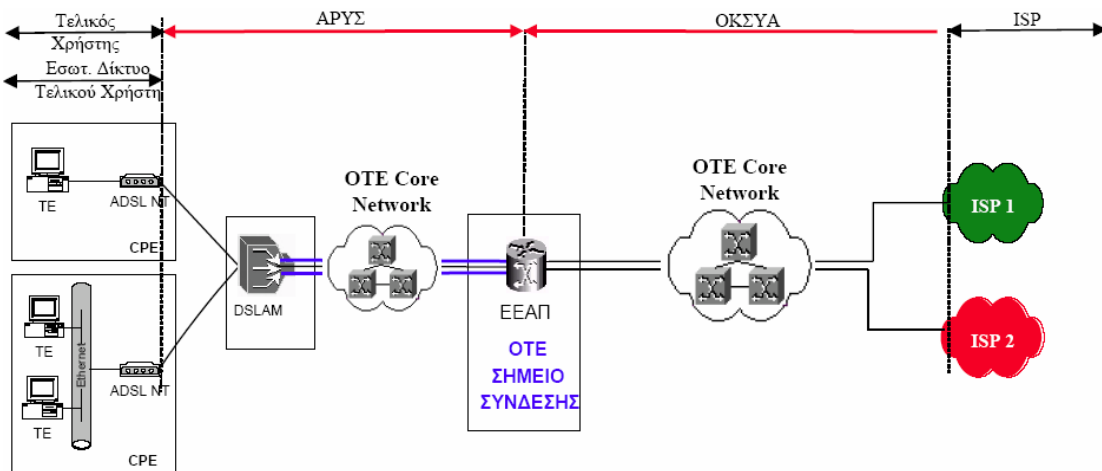 Τελικός
Χρήστης
ΑΡΥΣ
ΟΚΣΥΑ
ISP
Εσωτ. Δίκτυο
Τελικού Χρήστη
TE
ADSL NT
CPE
TE
TE
Ethernet
ADSL NT
CPE
DSLAM
OTE Core
Network
ΕΕΑΠ
ΟΤΕ
ΣΗΜΕΙΟ
ΣΥΝΔΕΣΗΣ
OTE Core
Network
ISP 1
ISP 2